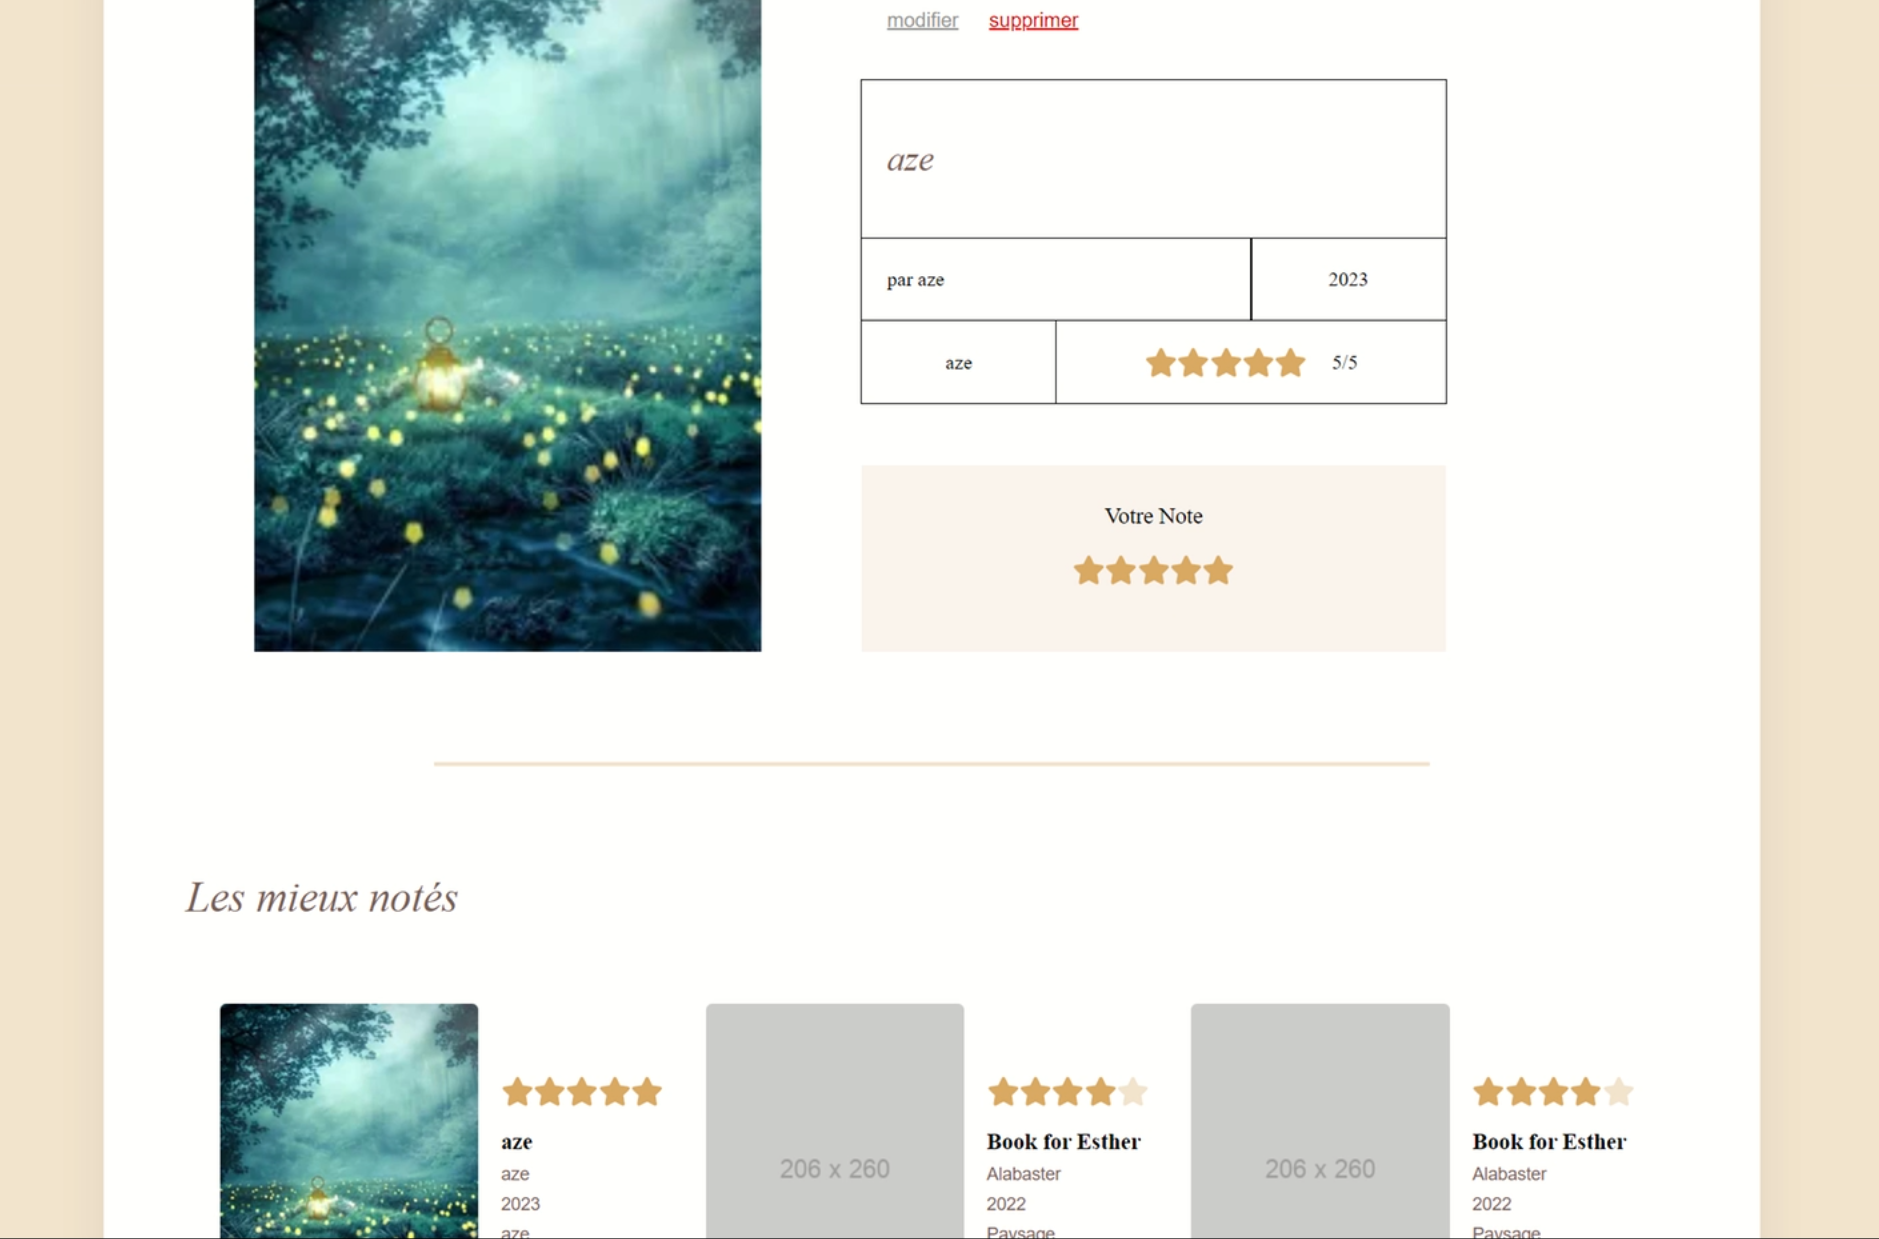 modifier supprimer
aze
par aze 2023
aze 5/5
Votre Note
Les mieux notés
aze
aze
2023
aze
206 x 260
Book for Esther
Alabaster
2022
Paysage
206 x 260
Book for Esther
Alabaster
2022
Paysage